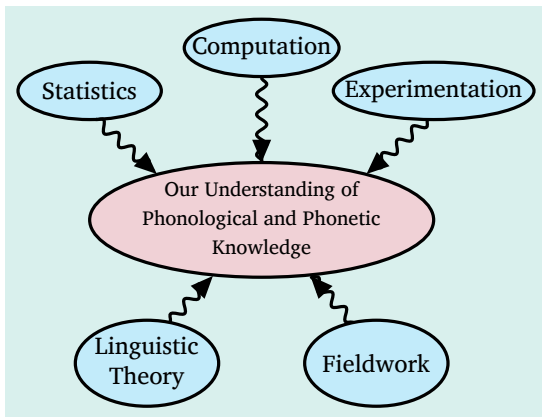 Computation
Statistics
Experimentation
Our Understanding of
Phonological and Phonetic
Knowledge
Linguistic
Theory
Fieldwork